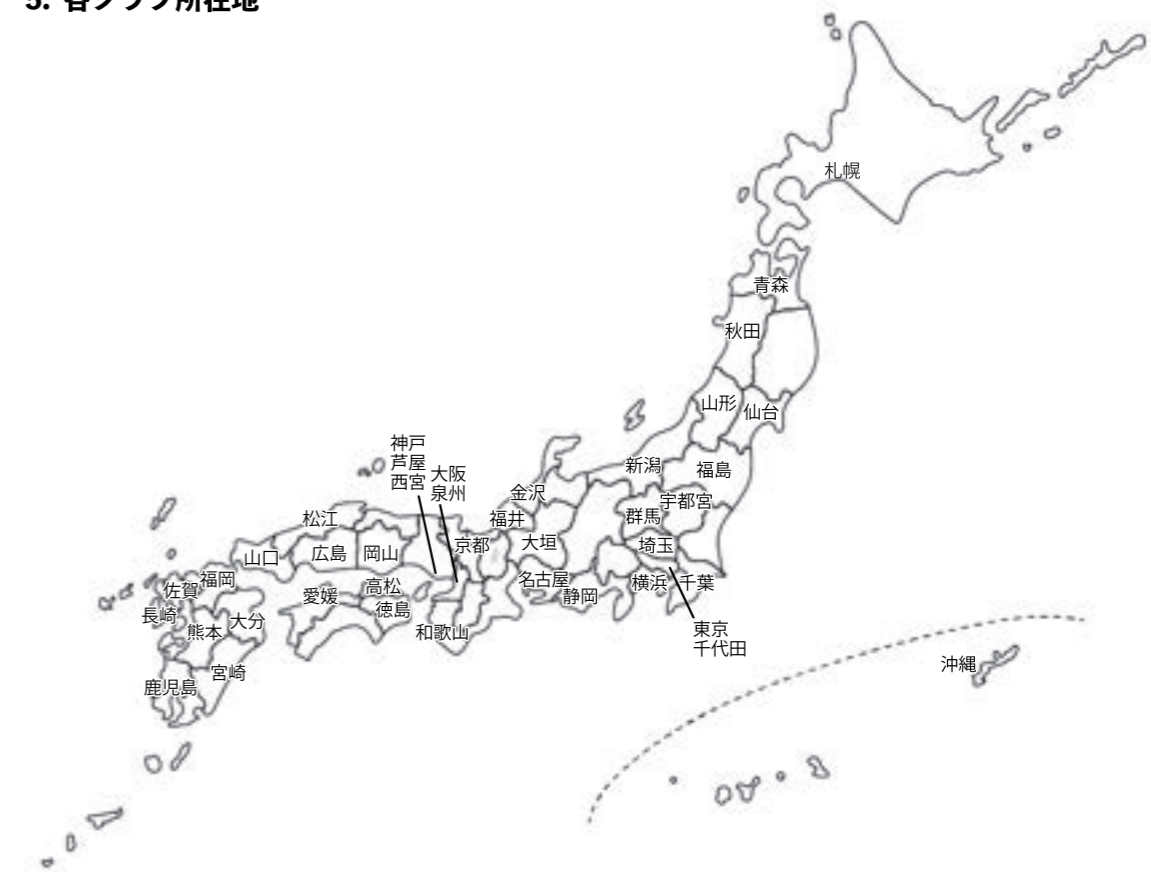 5. 各クラブ所在地
札幌
青森
秋田
山形
仙台
新潟
福島
神戸
芦屋
西宮
大阪
泉州
金沢
宇都宮
群馬
松江
福井
京都
大垣
埼玉
山口
広島
岡山
福岡
佐賀
愛媛
高松
徳島
名古屋
静岡
横浜
千葉
長崎
熊本
大分
和歌山
東京
千代田
沖縄
宮崎
鹿児島